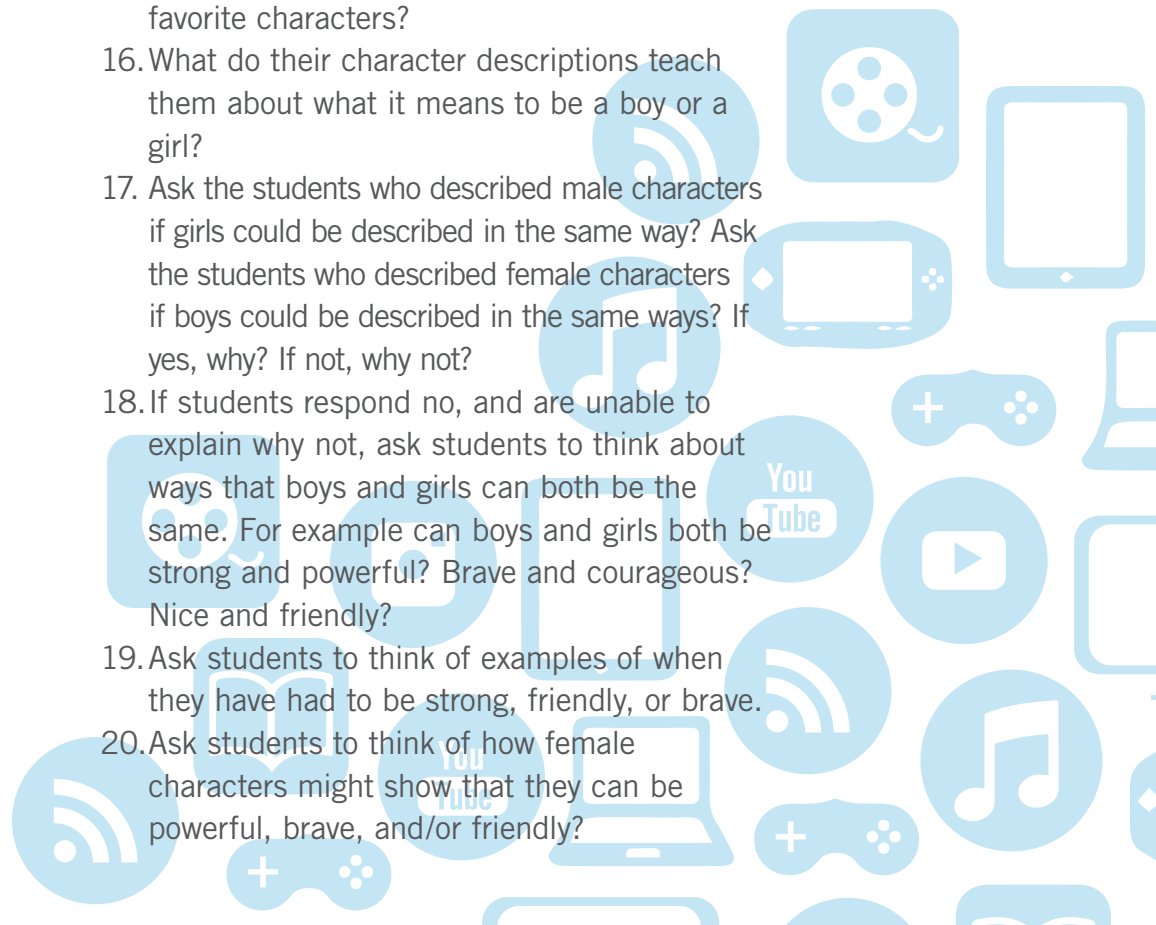 favorite characters?
16. What do their character descriptions teach
them about what it means to be a boy or a
girl?
17. Ask the students who described male characters
if girls could be described in the same way? Ask
the students who described female characters
if boys could be described in the same ways? If
yes, why? If not, why not?
18. If students respond no, and are unable to
explain why not, ask students to think about
ways that boys and girls can both be the
same. For example can boys and girls both be
strong and powerful? Brave and courageous?
Nice and friendly?
19. Ask students to think of examples of when
they have had to be strong, friendly, or brave.
20. Ask students to think of how female
characters might show that they can be
powerful, brave, and/or friendly?
You
Tube
You
Tube